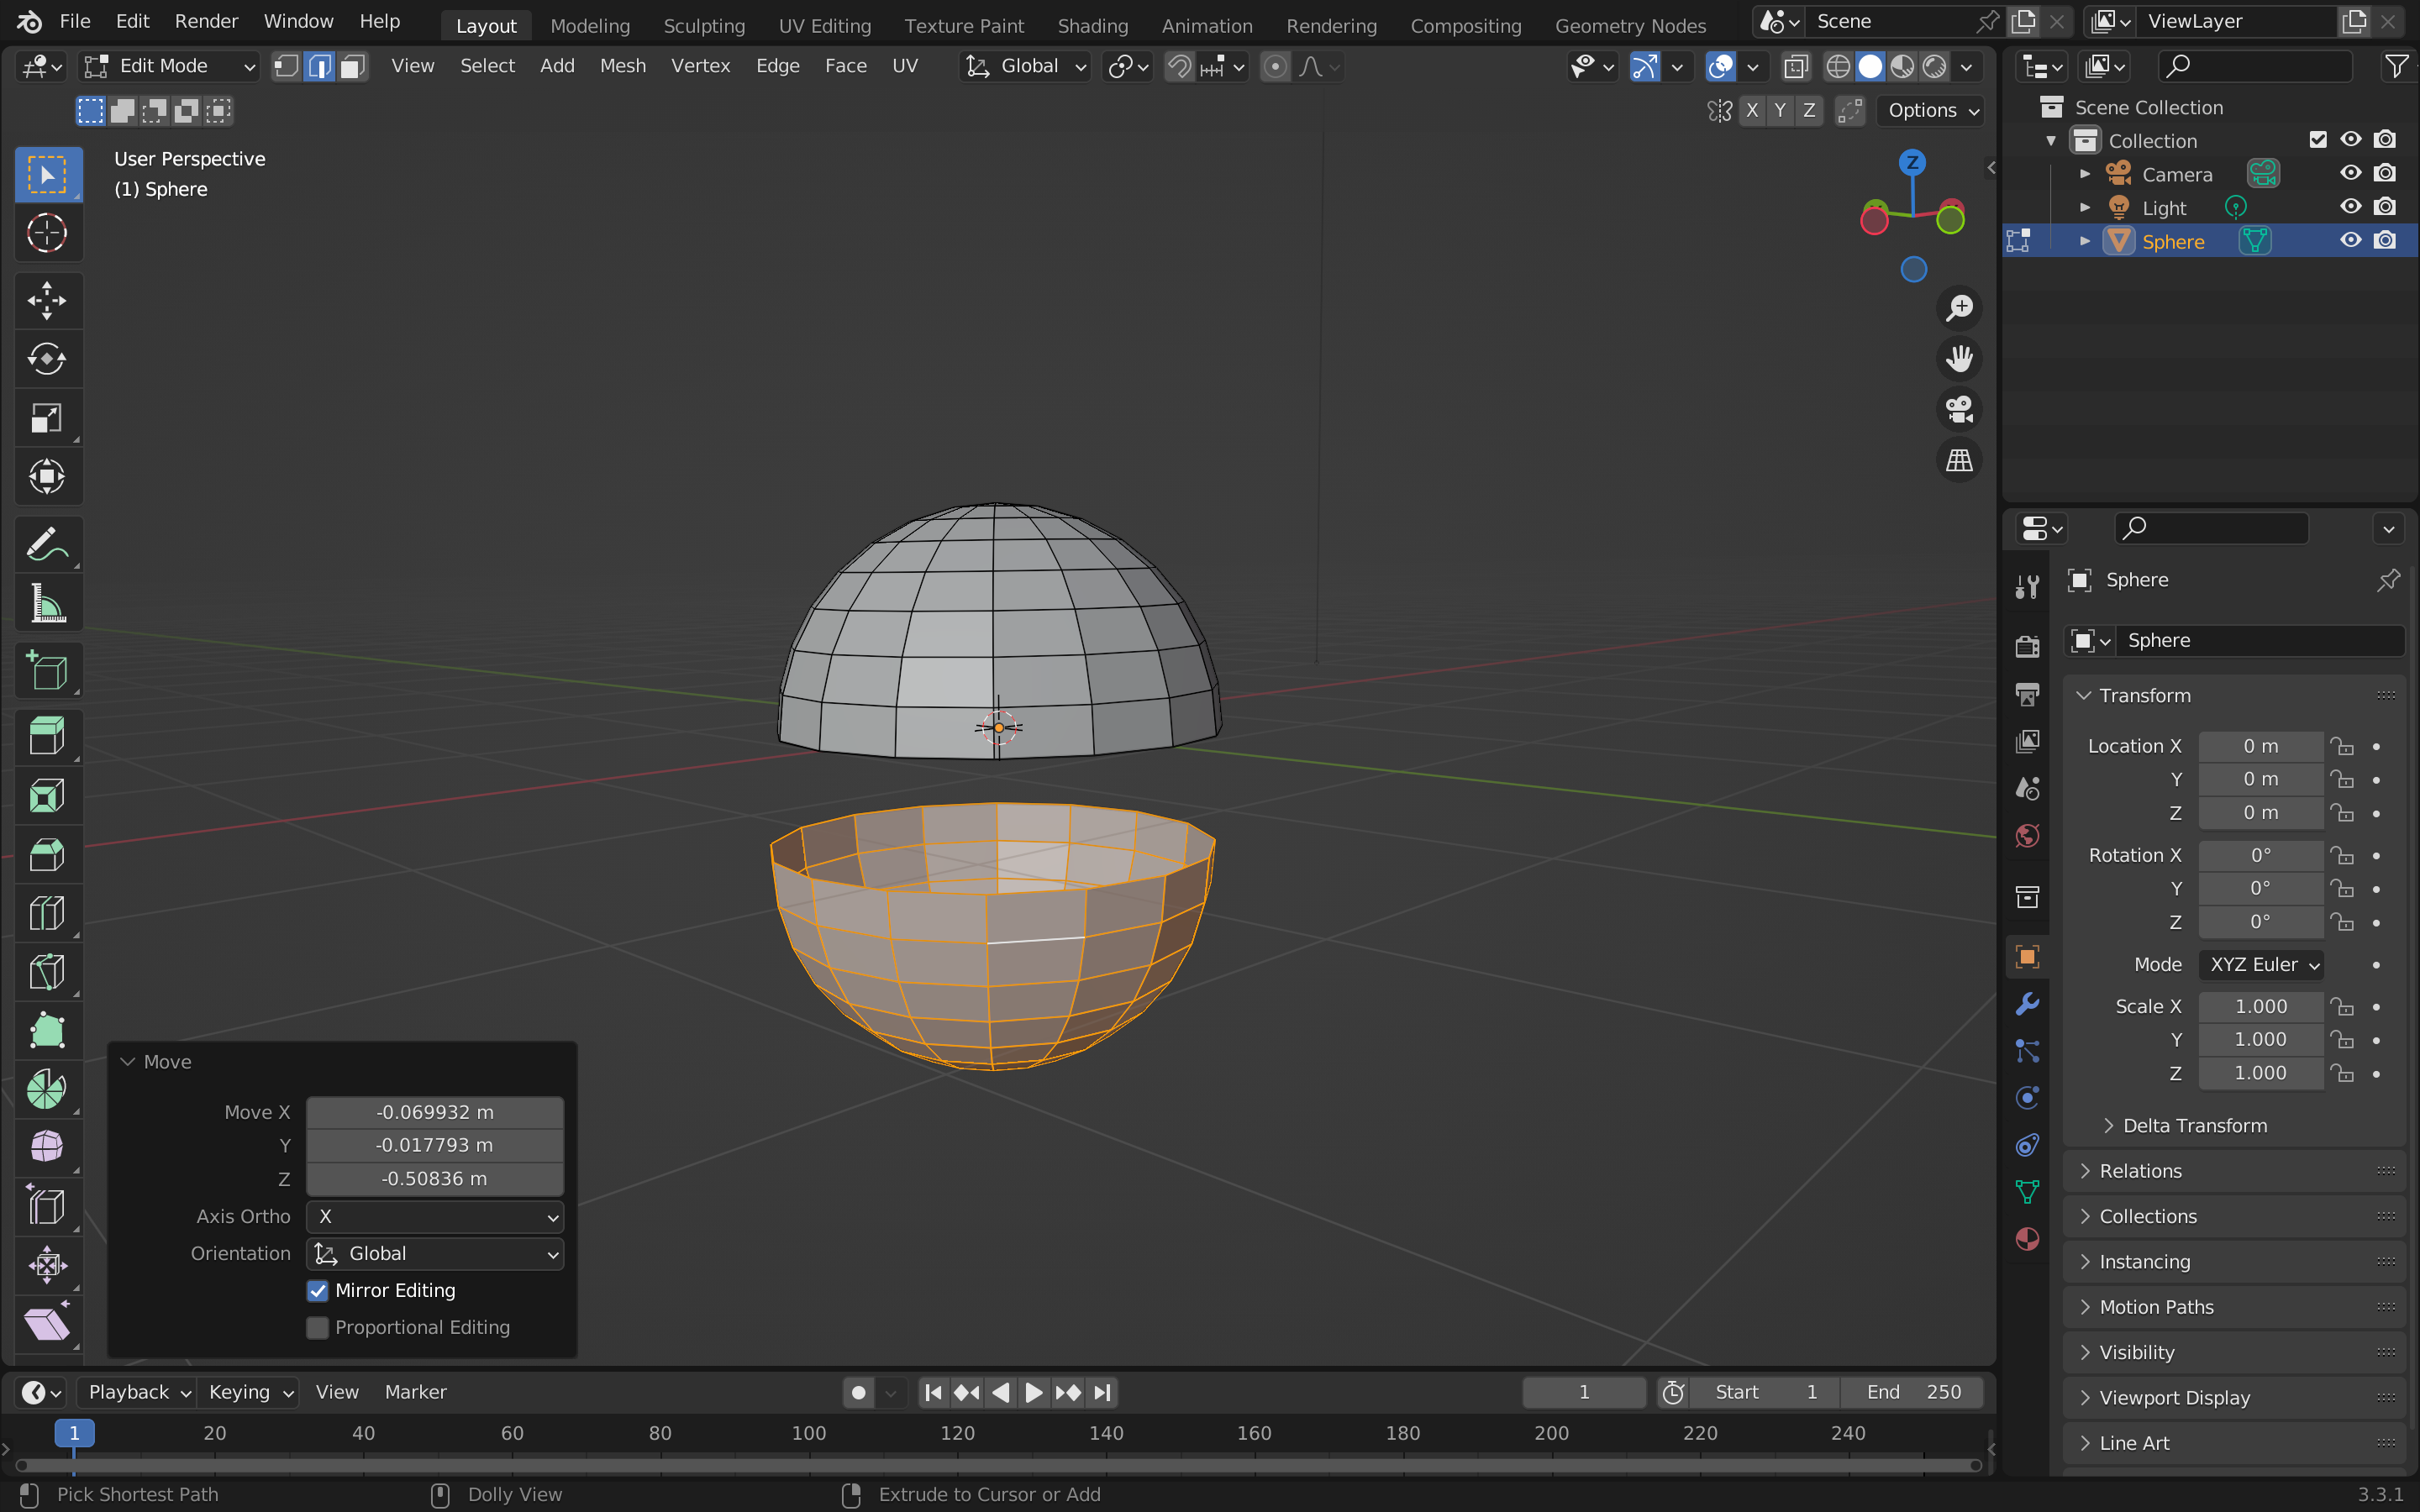 File Edit Render Window Help Layout Modeling Sculpting UV Editing Texture Paint Shading Animation Rendering Compositing Geometry Nodes Scene ViewLayer
Edit Mode View Select Add Mesh Vertex Edge Face UV Global
X Y Z Options
User Perspective
(1) Sphere
Z
Scene Collection
Collection
Camera
Light
Sphere
Sphere
Sphere
Transform
Location X 0 m
Y 0 m
Z 0 m
Rotation X 0°
Y 0°
Z 0°
Mode XYZ Euler
Scale X 1.000
Y 1.000
Z 1.000
Delta Transform
Relations
Collections
Instancing
Motion Paths
Visibility
Viewport Display
Line Art
Move
Move X -0.069932 m
Y -0.017793 m
Z -0.50836 m
Axis Ortho X
Orientation Global
Mirror Editing
Proportional Editing
Playback Keying View Marker 1 Start 1 End 250
1 20 40 60 80 100 120 140 160 180 200 220 240
Pick Shortest Path Dolly View Extrude to Cursor or Add 3.3.1